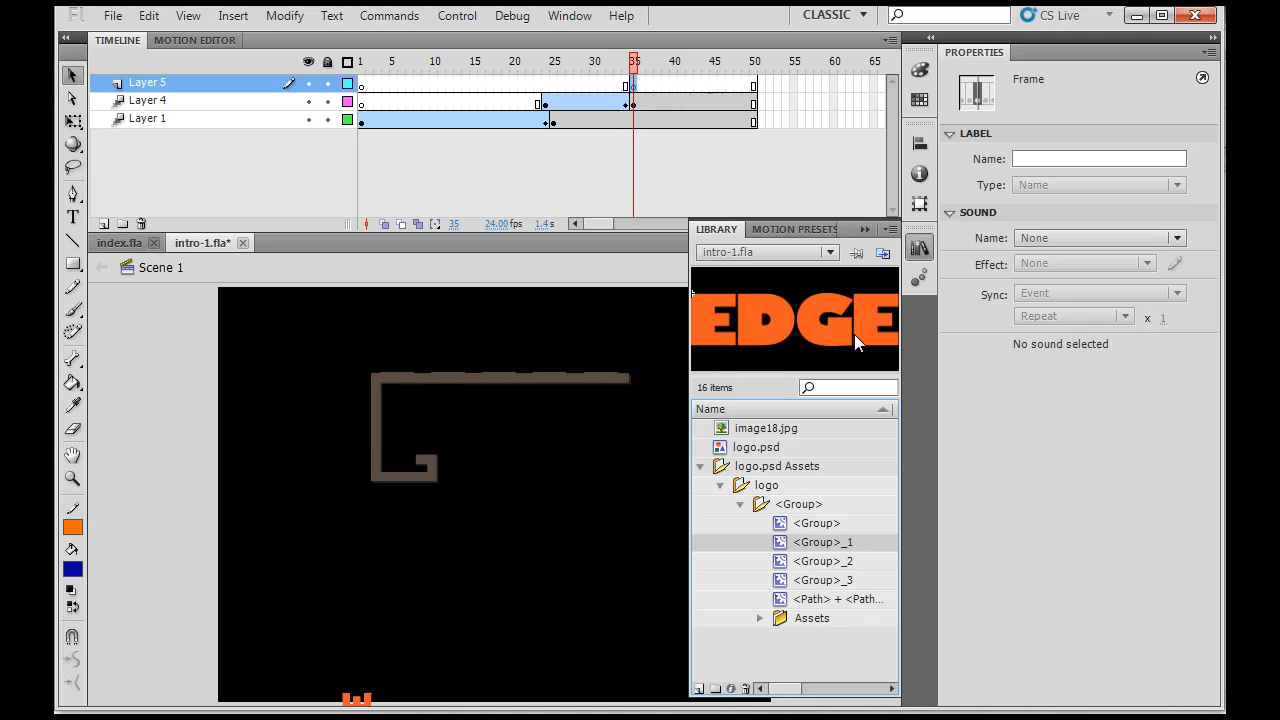 Fl File Edit View Insert Modify Text Commands Control Debug Window Help CLASSIC CS Live
TIMELINE MOTION EDITOR
1 5 10 15 20 25 30 35 40 45 50 55 60 65
Layer 5
Layer 4
Layer 1
35 24.00fps 1.4 s
index.fla intro-1.fla*
Scene 1
LIBRARY MOTION PRESETS
intro-1.fla
EDGE
16 items
Name
image18.jpg
logo.psd
logo.psd Assets
logo
<Group>
<Group>
<Group>_1
<Group>_2
<Group>_3
<Path> + <Path...
Assets
PROPERTIES
Frame
LABEL
Name:
Type: Name
SOUND
Name: None
Effect: None
Sync: Event
Repeat x 1
No sound selected